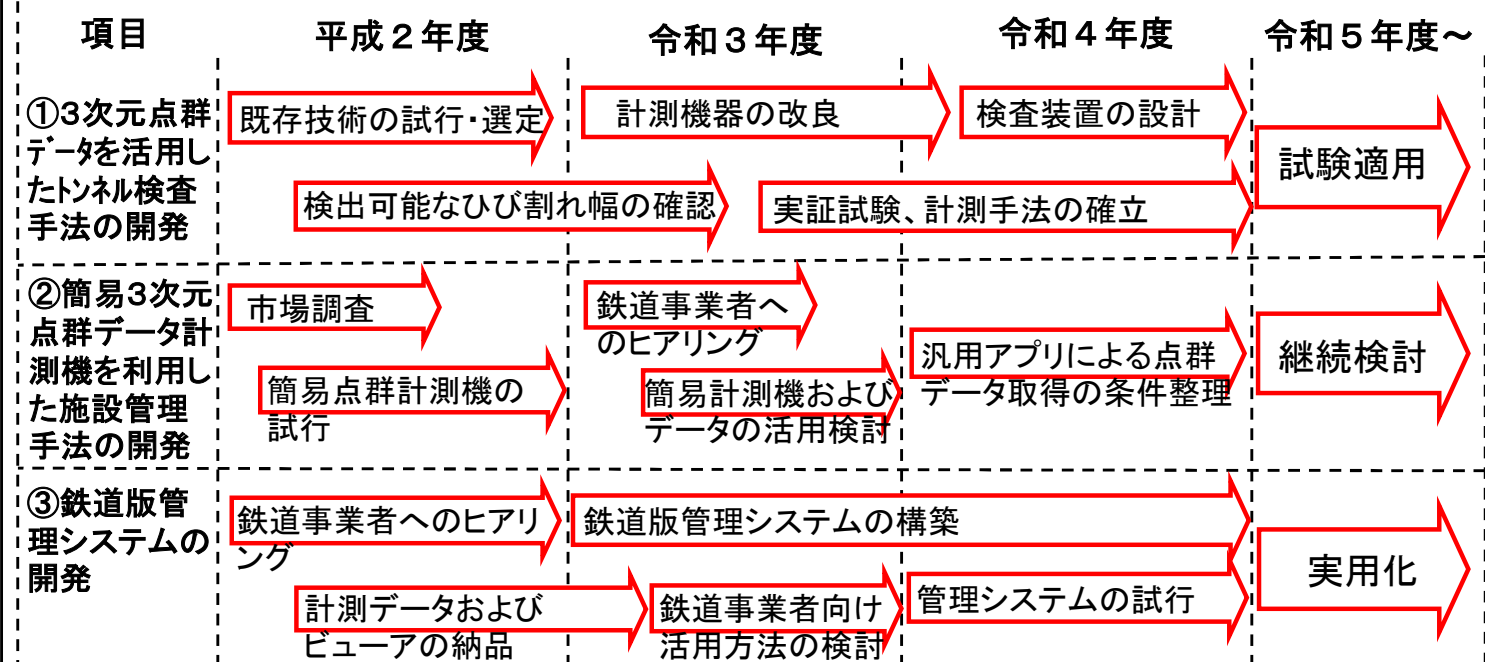 項目
平成２年度
令和３年度
令和４年度
令和５年度～
①３次元点群
ﾃﾞｰﾀを活用し
たﾄﾝﾈﾙ検査
手法の開発
既存技術の試行・選定
計測機器の改良
検査装置の設計
検出可能なひび割れ幅の確認
実証試験、計測手法の確立
試験適用
②簡易３次元
点群データ計
測機を利用し
た施設管理
手法の開発
市場調査
簡易点群計測機の
試行
鉄道事業者へ
のヒアリング
簡易計測機および
データの活用検討
汎用アプリによる点群
データ取得の条件整理
継続検討
③鉄道版管
理システムの
開発
鉄道事業者へのヒアリ
ング
鉄道版管理システムの構築
計測データおよび
ビューアの納品
鉄道事業者向け
活用方法の検討
管理システムの試行
実用化